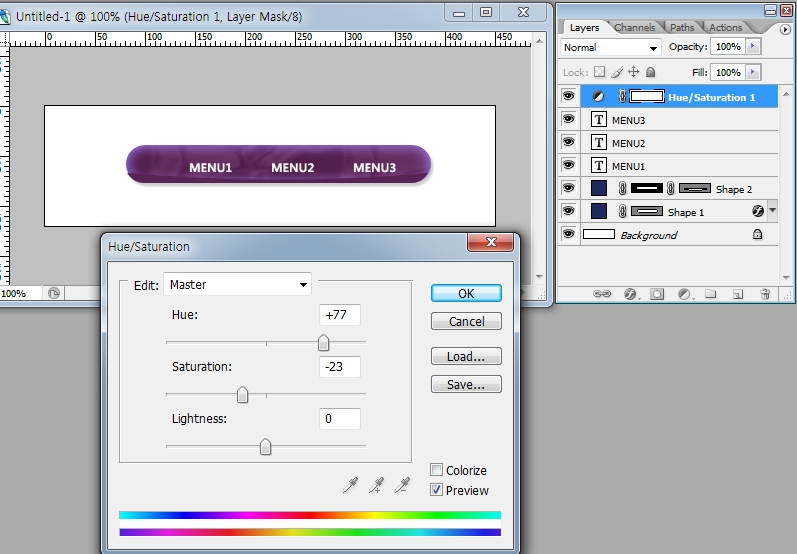 Untitled-1 @ 100% (Hue/Saturation 1, Layer Mask/8)
0 50 100 150 200 250 300 350 400 450
MENU1 MENU2 MENU3
100%
Layers Channels Paths Actions
Normal Opacity: 100%
Lock: Fill: 100%
Hue/Saturation 1
T MENU3
T MENU2
T MENU1
Shape 2
Shape 1
Background
Hue/Saturation
Edit: Master
Hue: +77
Saturation: -23
Lightness: 0
OK
Cancel
Load...
Save...
Colorize
Preview